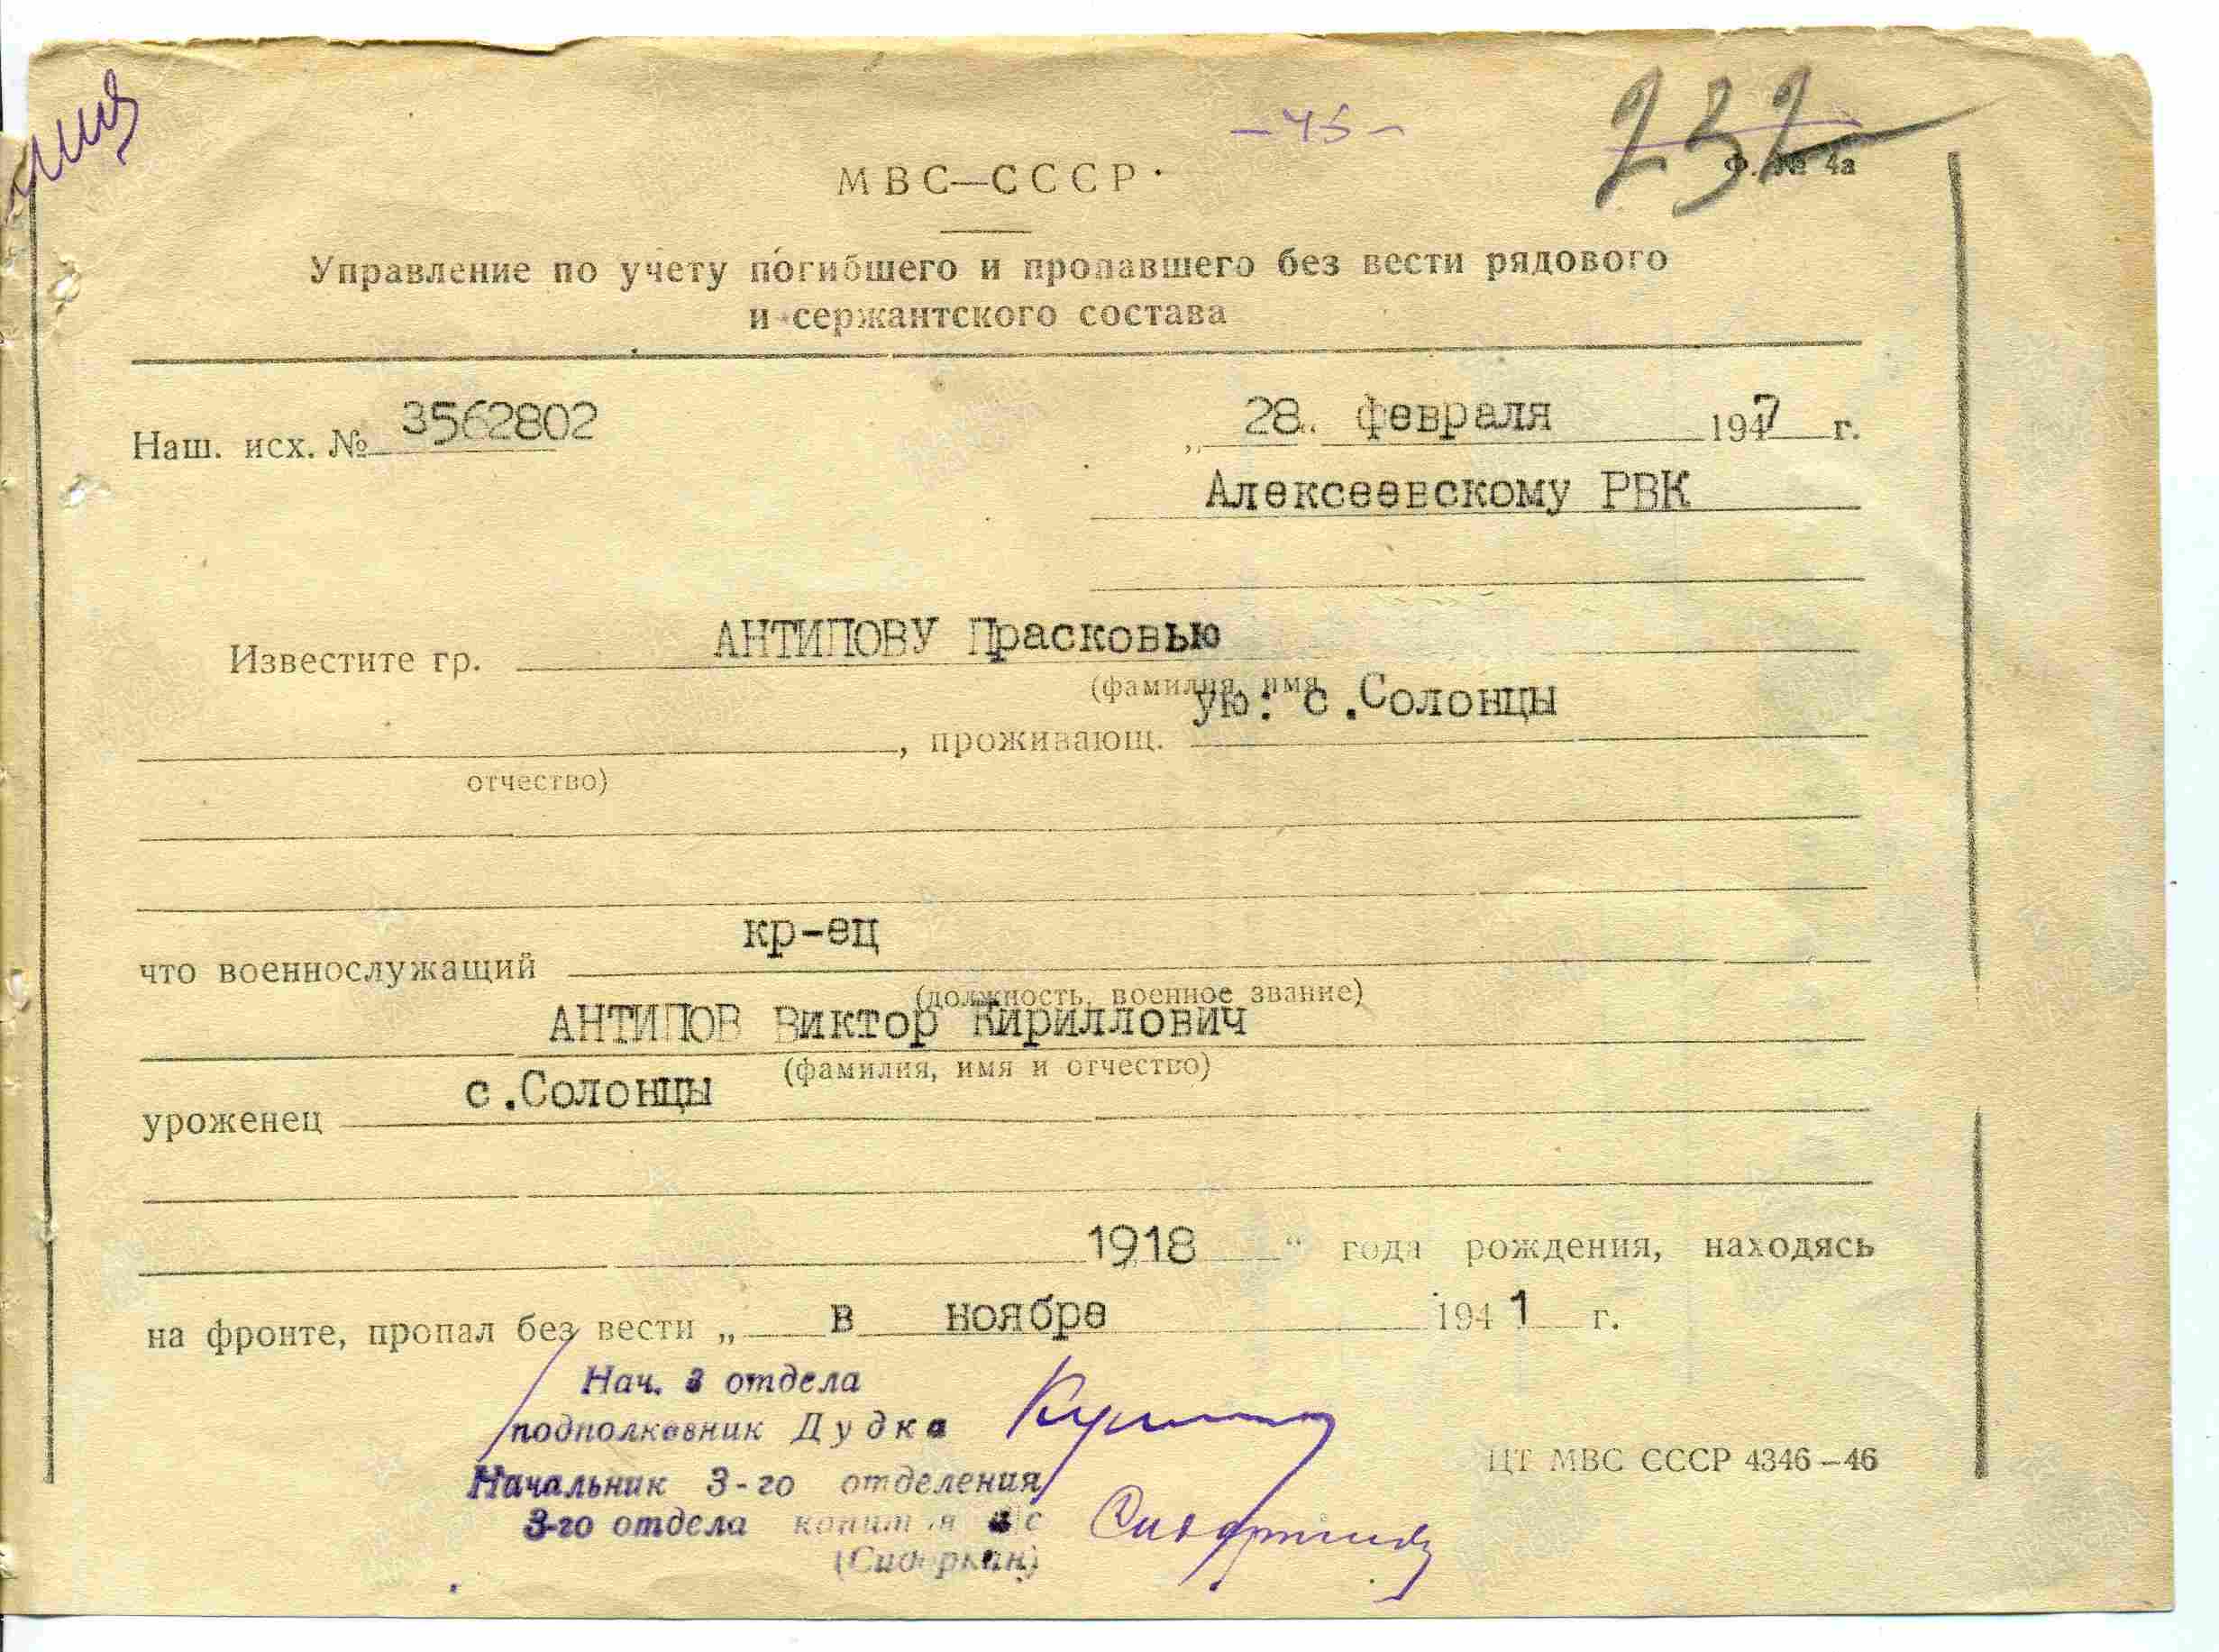 232
- 45 -
Ф. № 4а
МВС—СССР
Управление по учету погибшего и пропавшего без вести рядового
и сержантского состава
Наш. исх. № 3562802
„ 28 „ февраля 1947 г.
Алексеевскому РВК
Известите гр. АНТИПОВУ Прасковью
(фамилия, имя
, проживающ. ую: с.Солонцы
отчество)
что военнослужащий кр-ец
(должность, военное звание)
АНТИПОВ Виктор Кириллович
(фамилия, имя и отчество)
уроженец с.Солонцы
1918 “ года рождения, находясь
на фронте, пропал без вести „ в ноябре 1941 г.
Нач. 3 отдела
подполковник Дудка
Начальник 3-го отделения
3-го отдела
(Сидоркин)
ЦТ МВС СССР 4346—46